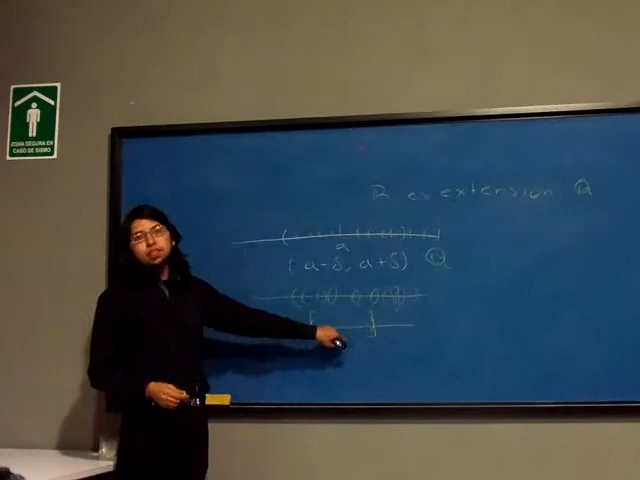 ZONA SEGURA EN
CASO DE SISMO
ℝ es extension ℚ
a
(a-δ, a+δ) ℚ